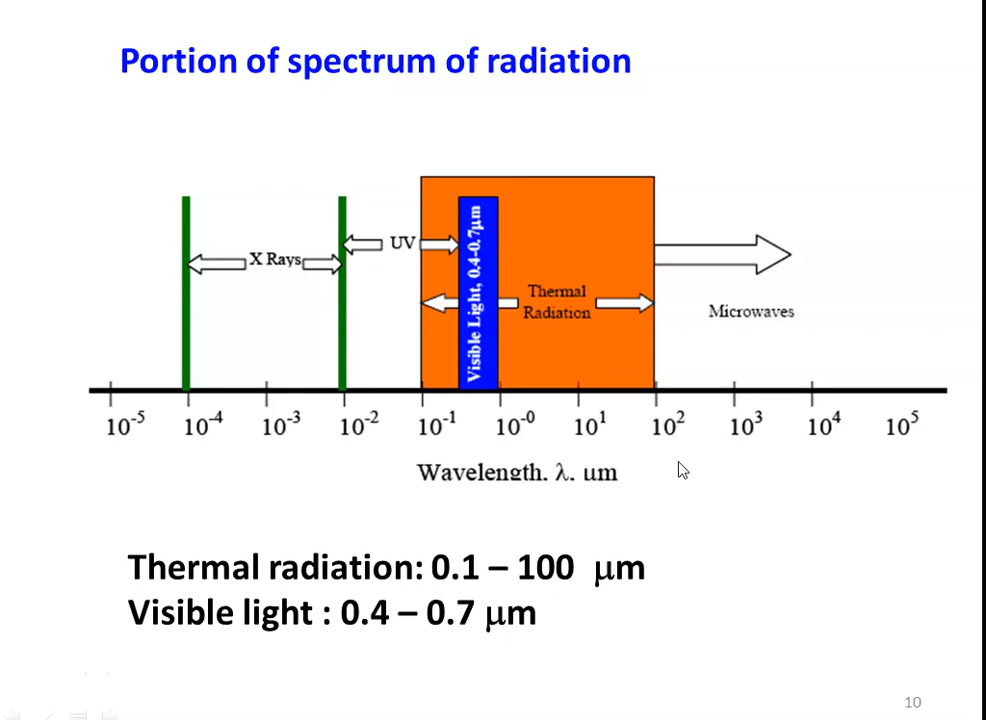 Portion of spectrum of radiation
X Rays
UV
Visible Light, 0.4-0.7μm
Thermal
Radiation
Microwaves
10⁻⁵ 10⁻⁴ 10⁻³ 10⁻² 10⁻¹ 10⁻⁰ 10¹ 10² 10³ 10⁴ 10⁵
Wavelength, λ, um
Thermal radiation: 0.1 – 100 μm
Visible light : 0.4 – 0.7 μm
10